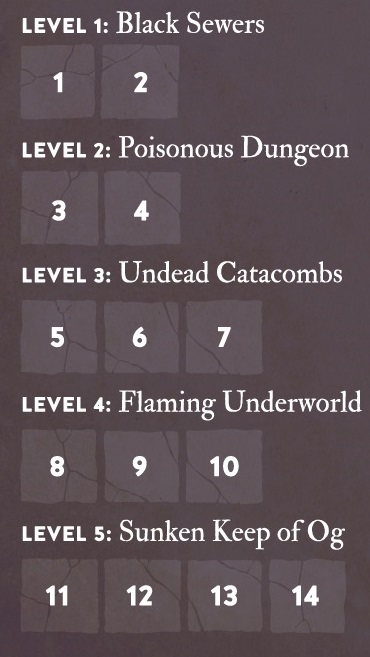 LEVEL 1: Black Sewers
1 2
LEVEL 2: Poisonous Dungeon
3 4
LEVEL 3: Undead Catacombs
5 6 7
LEVEL 4: Flaming Underworld
8 9 10
LEVEL 5: Sunken Keep of Og
11 12 13 14